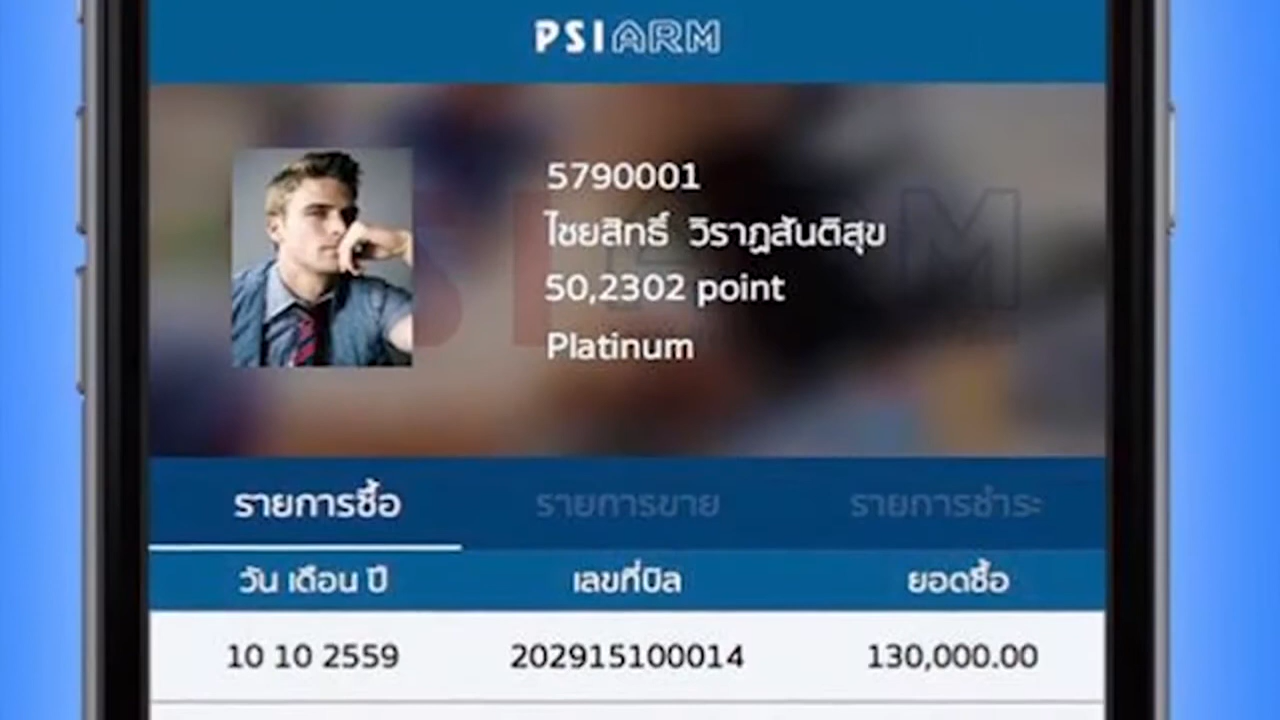 PSI ARM
5790001
ไชยสิทธิ์ วิราฏสันติสุข
50,2302 point
Platinum
รายการซื้อ รายการขาย รายการชำระ
วัน เดือน ปี เลขที่บิล ยอดซื้อ
10 10 2559 202915100014 130,000.00